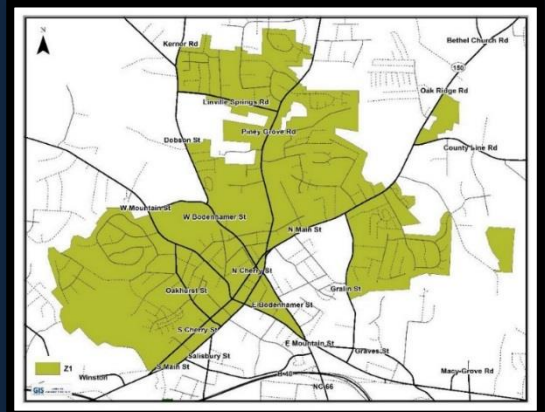 N
Kerner Rd
Bethel Church Rd
150
Oak Ridge Rd
Linville Springs Rd
Piney Grove Rd
Dobson St
County Line Rd
W Mountain St
W Bodenhamer St
N Main St
N Cherry St
Oakhurst St
Gralin St
E Bodenhamer St
S Cherry St
E Mountain St
Salisbury St
Graves St
S Main St
Macy Grove Rd
Winston
I-40
NC 66
Z1
GIS